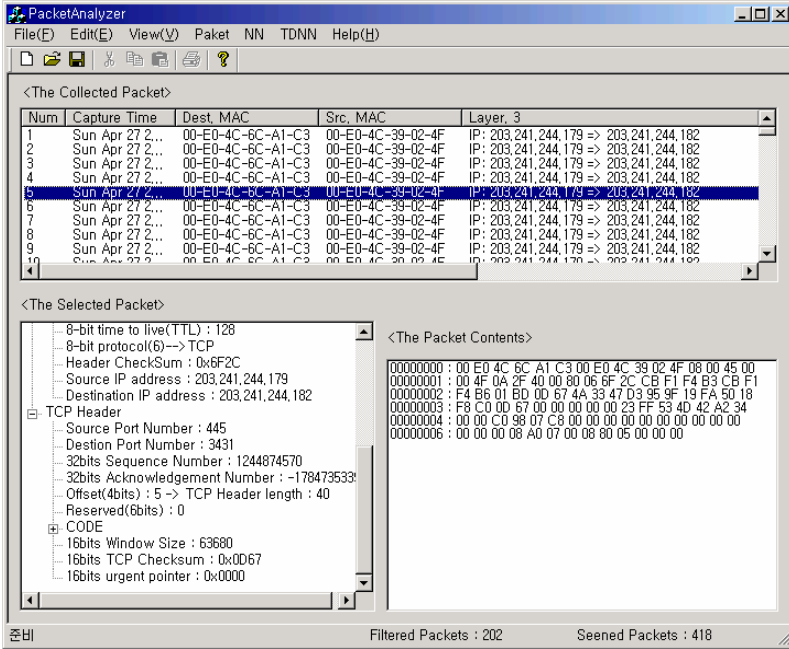 PacketAnalyzer
File(F) Edit(E) View(V) Paket NN TDNN Help(H)
<The Collected Packet>
Num Capture Time Dest, MAC Src, MAC Layer, 3
1 Sun Apr 27 2,,, 00-E0-4C-6C-A1-C3 00-E0-4C-39-02-4F IP: 203,241,244,179 => 203,241,244,182
2 Sun Apr 27 2,,, 00-E0-4C-6C-A1-C3 00-E0-4C-39-02-4F IP: 203,241,244,179 => 203,241,244,182
3 Sun Apr 27 2,,, 00-E0-4C-6C-A1-C3 00-E0-4C-39-02-4F IP: 203,241,244,179 => 203,241,244,182
4 Sun Apr 27 2,,, 00-E0-4C-6C-A1-C3 00-E0-4C-39-02-4F IP: 203,241,244,179 => 203,241,244,182
5 Sun Apr 27 2,,, 00-E0-4C-6C-A1-C3 00-E0-4C-39-02-4F IP: 203,241,244,179 => 203,241,244,182
6 Sun Apr 27 2,,, 00-E0-4C-6C-A1-C3 00-E0-4C-39-02-4F IP: 203,241,244,179 => 203,241,244,182
7 Sun Apr 27 2,,, 00-E0-4C-6C-A1-C3 00-E0-4C-39-02-4F IP: 203,241,244,179 => 203,241,244,182
8 Sun Apr 27 2,,, 00-E0-4C-6C-A1-C3 00-E0-4C-39-02-4F IP: 203,241,244,179 => 203,241,244,182
9 Sun Apr 27 2,,, 00-E0-4C-6C-A1-C3 00-E0-4C-39-02-4F IP: 203,241,244,179 => 203,241,244,182
<The Selected Packet>
8-bit time to live(TTL) : 128
8-bit protocol(6)--> TCP
Header CheckSum : 0x6F2C
Source IP address : 203,241,244,179
Destination IP address : 203,241,244,182
TCP Header
Source Port Number : 445
Destion Port Number : 3431
32bits Sequence Number : 1244874570
32bits Acknowledgement Number : -178473533
Offset(4bits) : 5 -> TCP Header length : 40
Reserved(6bits) : 0
CODE
16bits Window Size : 63680
16bits TCP Checksum : 0x0D67
16bits urgent pointer : 0x0000
<The Packet Contents>
00000000 : 00 E0 4C 6C A1 C3 00 E0 4C 39 02 4F 08 00 45 00
00000001 : 00 4F 0A 2F 40 00 80 06 6F 2C CB F1 F4 B3 CB F1
00000002 : F4 B6 01 BD 0D 67 4A 33 47 D3 95 9F 19 FA 50 18
00000003 : F8 C0 0D 67 00 00 00 00 00 23 FF 53 4D 42 A2 34
00000004 : 00 00 C0 98 07 C8 00 00 00 00 00 00 00 00 00 00
00000006 : 00 00 00 08 A0 07 00 08 80 05 00 00 00
준비 Filtered Packets : 202 Seened Packets : 418